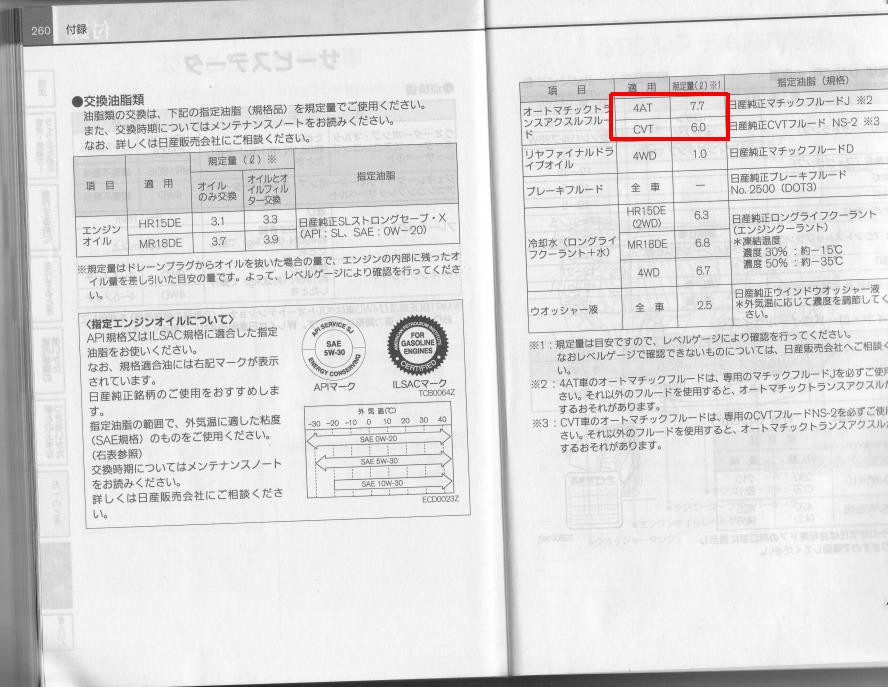 260 付録
●交換油脂類
油脂類の交換は、下記の指定油脂（規格品）を規定量でご使用ください。
また、交換時期についてはメンテナンスノートをお読みください。
なお、詳しくは日産販売会社にご相談ください。
項 目 適 用 規定量（ℓ）※ 指定油脂
オイルのみ交換 オイルとオイルフィルター交換
エンジンオイル HR15DE 3.1 3.3 日産純正SLストロングセーブ・X
MR18DE 3.7 3.9 （API：SL、SAE：0W－20）
※規定量はドレーンプラグからオイルを抜いた場合の量で、エンジンの内部に残ったオ
イル量を差し引いた目安の量です。よって、レベルゲージにより確認を行ってくださ
い。
〈指定エンジンオイルについて〉
API規格又はILSAC規格に適合した指定
油脂をお使いください。
なお、規格適合油には右記マークが表示
されています。
日産純正銘柄のご使用をおすすめしま
す。
指定油脂の範囲で、外気温に適した粘度
（SAE規格）のものをご使用ください。
（右表参照）
交換時期についてはメンテナンスノート
をお読みください。
詳しくは日産販売会社にご相談くださ
い。
API SERVICE SJ
SAE
5W-30
ENERGY CONSERVING
APIマーク
FOR
GASOLINE
ENGINES
CERTIFIED
ILSACマーク
TCB0064Z
外 気 温(℃)
-30 -20 -10 0 10 20 30 40
SAE 0W-20
SAE 5W-30
SAE 10W-30
ECD0023Z
項 目 適 用 規定量(ℓ)※1 指定油脂（規格）
オートマチックトランスアクスルフルード 4AT 7.7 日産純正マチックフルードJ ※2
CVT 6.0 日産純正CVTフルード NS-2 ※3
リヤファイナルドライブオイル 4WD 1.0 日産純正マチックフルードD
ブレーキフルード 全 車 ― 日産純正ブレーキフルード
No.2500（DOT3）
冷却水（ロングライフクーラント＋水） HR15DE（2WD） 6.3 日産純正ロングライフクーラント
（エンジンクーラント）
MR18DE 6.8 ＊凍結温度
濃度30％：約－15℃
4WD 6.7 濃度50％：約－35℃
ウオッシャー液 全 車 2.5 日産純正ウインドウオッシャー液
＊外気温に応じて濃度を調節してく
さい。
※1：規定量は目安ですので、レベルゲージにより確認を行ってください。
なおレベルゲージで確認できないものについては、日産販売会社へご相談く
い。
※2：4AT車のオートマチックフルードは、専用のマチックフルードJを必ずご使
さい。それ以外のフルードを使用すると、オートマチックトランスアクスルが
するおそれがあります。
※3：CVT車のオートマチックフルードは、専用のCVTフルードNS-2を必ずご使
さい。それ以外のフルードを使用すると、オートマチックトランスアクスルが
するおそれがあります。